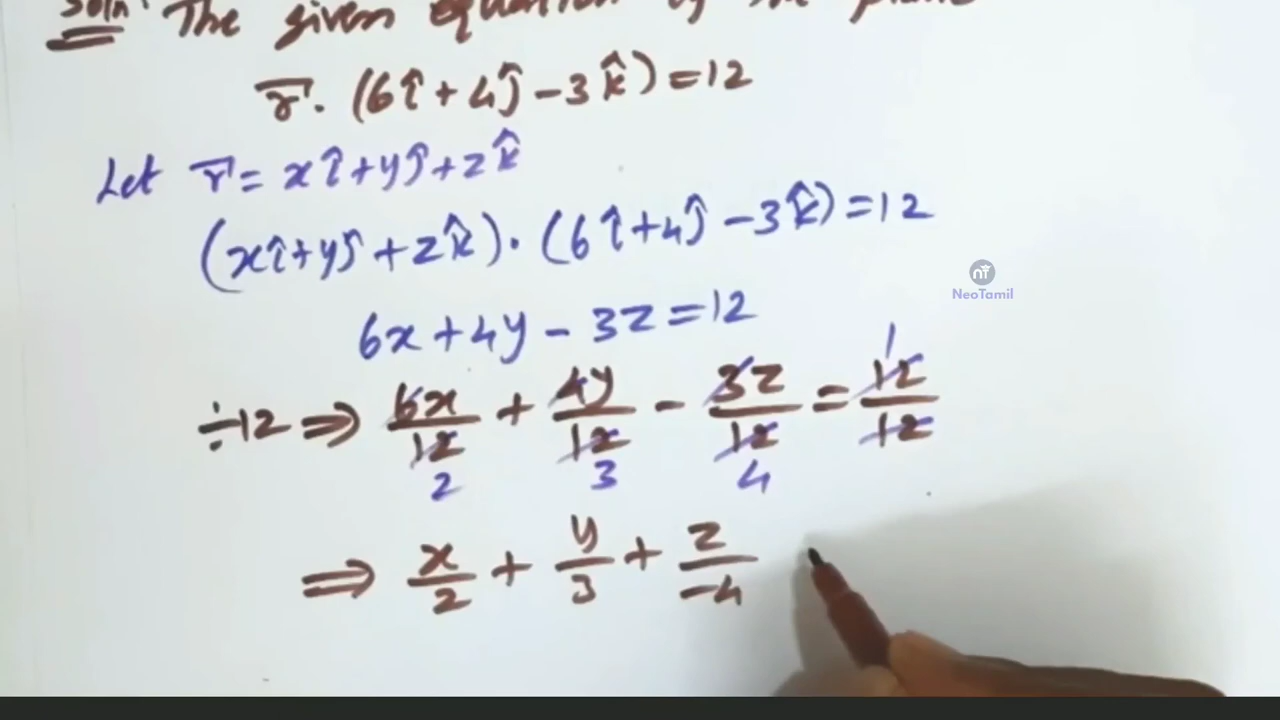 Soln. The given equation of the plane
r⃗. (6î+4ĵ-3k̂)=12
Let r⃗= xî+yĵ+zk̂
(xî+yĵ+zk̂).(6î+4ĵ-3k̂)=12
NeoTamil
6x+4y-3z=12
÷12⇒ 6x/12 + 4y/12 - 3z/12 = 12/12
1
2 3 4
⇒ x/2 + y/3 + z/-4